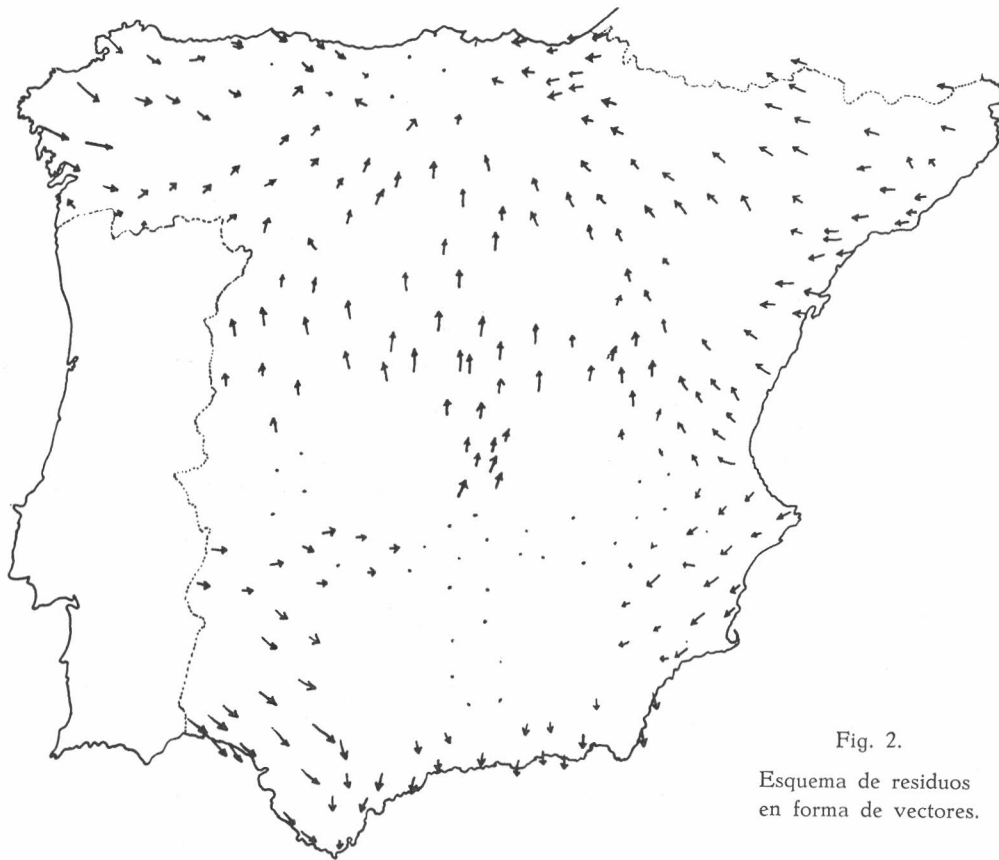 Fig. 2.
Esquema de residuos
en forma de vectores.